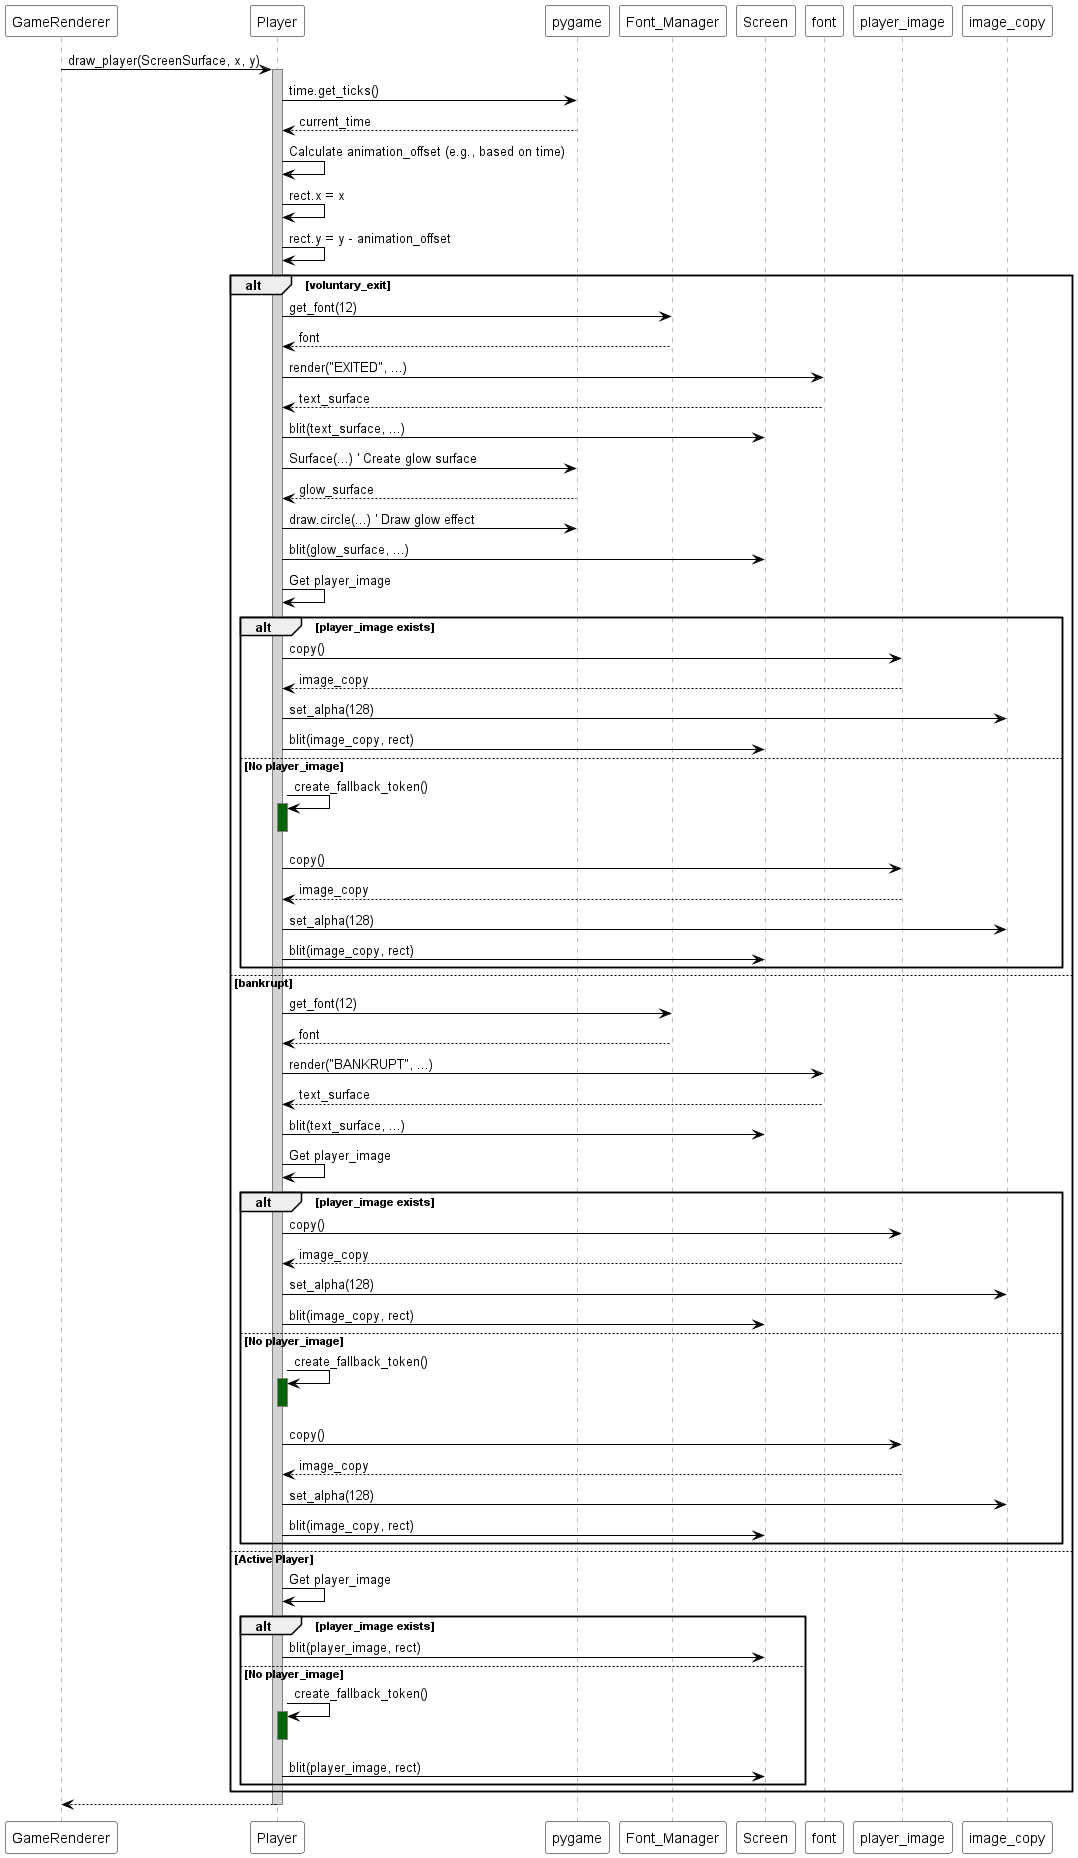 GameRenderer Player pygame Font_Manager Screen font player_image image_copy
draw_player(ScreenSurface, x, y)
time.get_ticks()
current_time
Calculate animation_offset (e.g., based on time)
rect.x = x
rect.y = y - animation_offset
alt [voluntary_exit]
get_font(12)
font
render("EXITED", ...)
text_surface
blit(text_surface, ...)
Surface(...) ' Create glow surface
glow_surface
draw.circle(...) ' Draw glow effect
blit(glow_surface, ...)
Get player_image
alt [player_image exists]
copy()
image_copy
set_alpha(128)
blit(image_copy, rect)
[No player_image]
create_fallback_token()
copy()
image_copy
set_alpha(128)
blit(image_copy, rect)
[bankrupt]
get_font(12)
font
render("BANKRUPT", ...)
text_surface
blit(text_surface, ...)
Get player_image
alt [player_image exists]
copy()
image_copy
set_alpha(128)
blit(image_copy, rect)
[No player_image]
create_fallback_token()
copy()
image_copy
set_alpha(128)
blit(image_copy, rect)
[Active Player]
Get player_image
alt [player_image exists]
blit(player_image, rect)
[No player_image]
create_fallback_token()
blit(player_image, rect)
GameRenderer Player pygame Font_Manager Screen font player_image image_copy